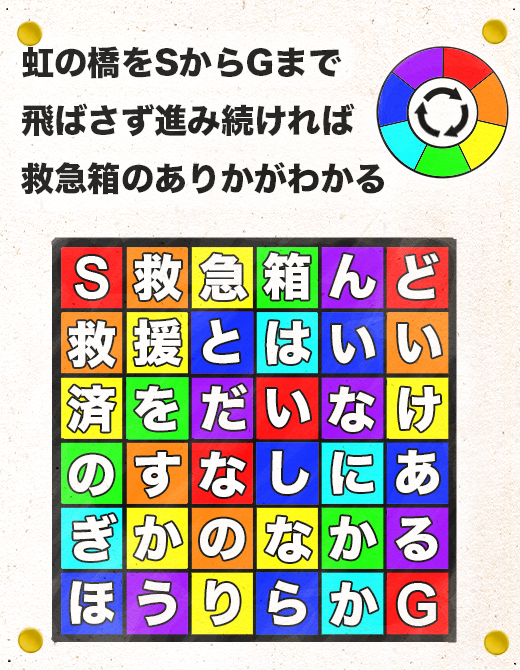 虹の橋をSからGまで
飛ばさず進み続ければ
救急箱のありかがわかる
S救急箱んど
救援とはいい
済をだいなけ
のすなしにあ
ぎかのなかる
ほうりらかG